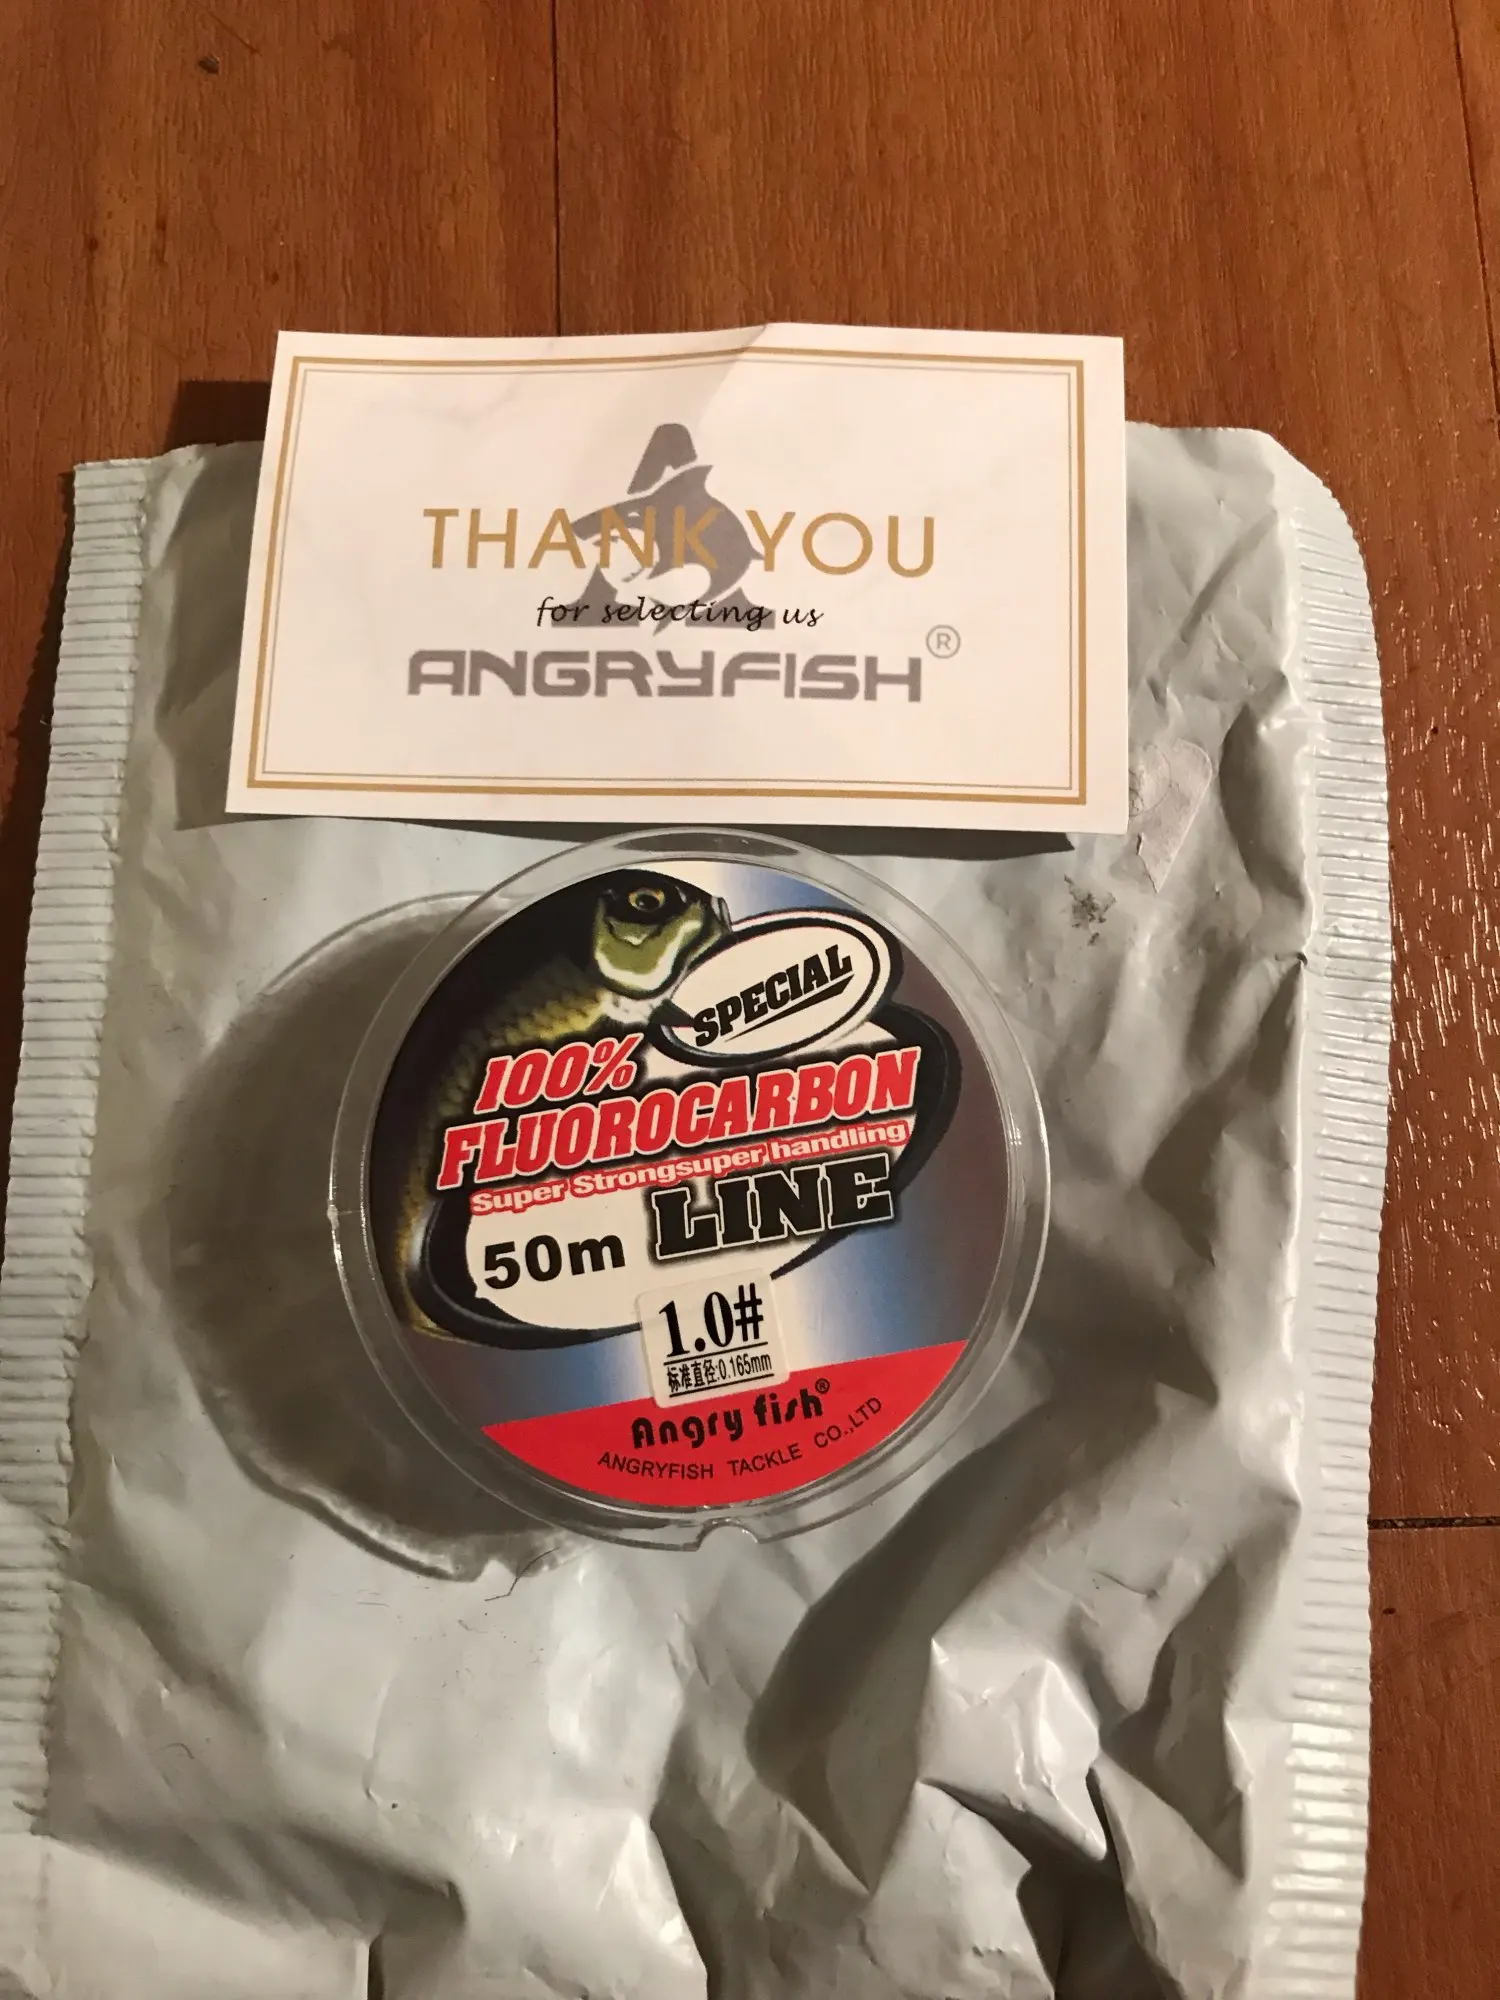 THANK YOU
for selecting us
ANGRYFISH®
SPECIAL
100%
FLUOROCARBON
Super Strongsuper handling
LINE
50m
1.0#
标准直径:0.165mm
Angry fish®
ANGRYFISH TACKLE CO.,LTD